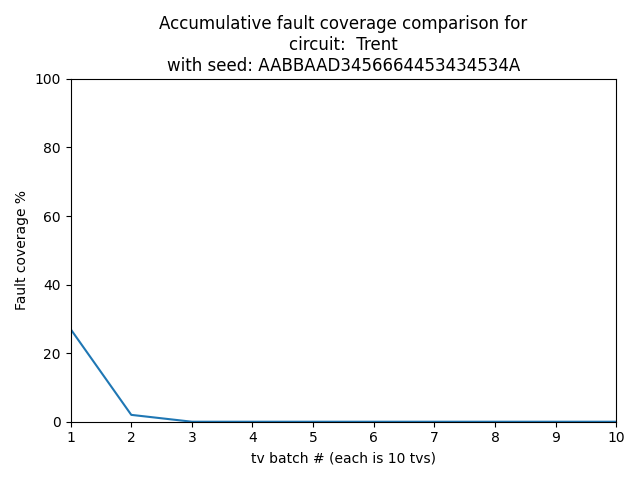 Accumulative fault coverage comparison for
circuit:  Trent
with seed: AABBAAD3456664453434534A
100
80
60
40
20
0
Fault coverage %
1 2 3 4 5 6 7 8 9 10
tv batch # (each is 10 tvs)